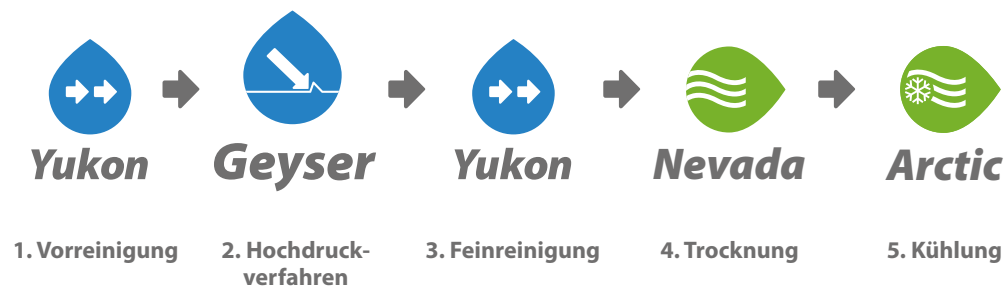 Yukon
Geyser
Yukon
Nevada
Arctic
1. Vorreinigung
2. Hochdruck-
verfahren
3. Feinreinigung
4. Trocknung
5. Kühlung